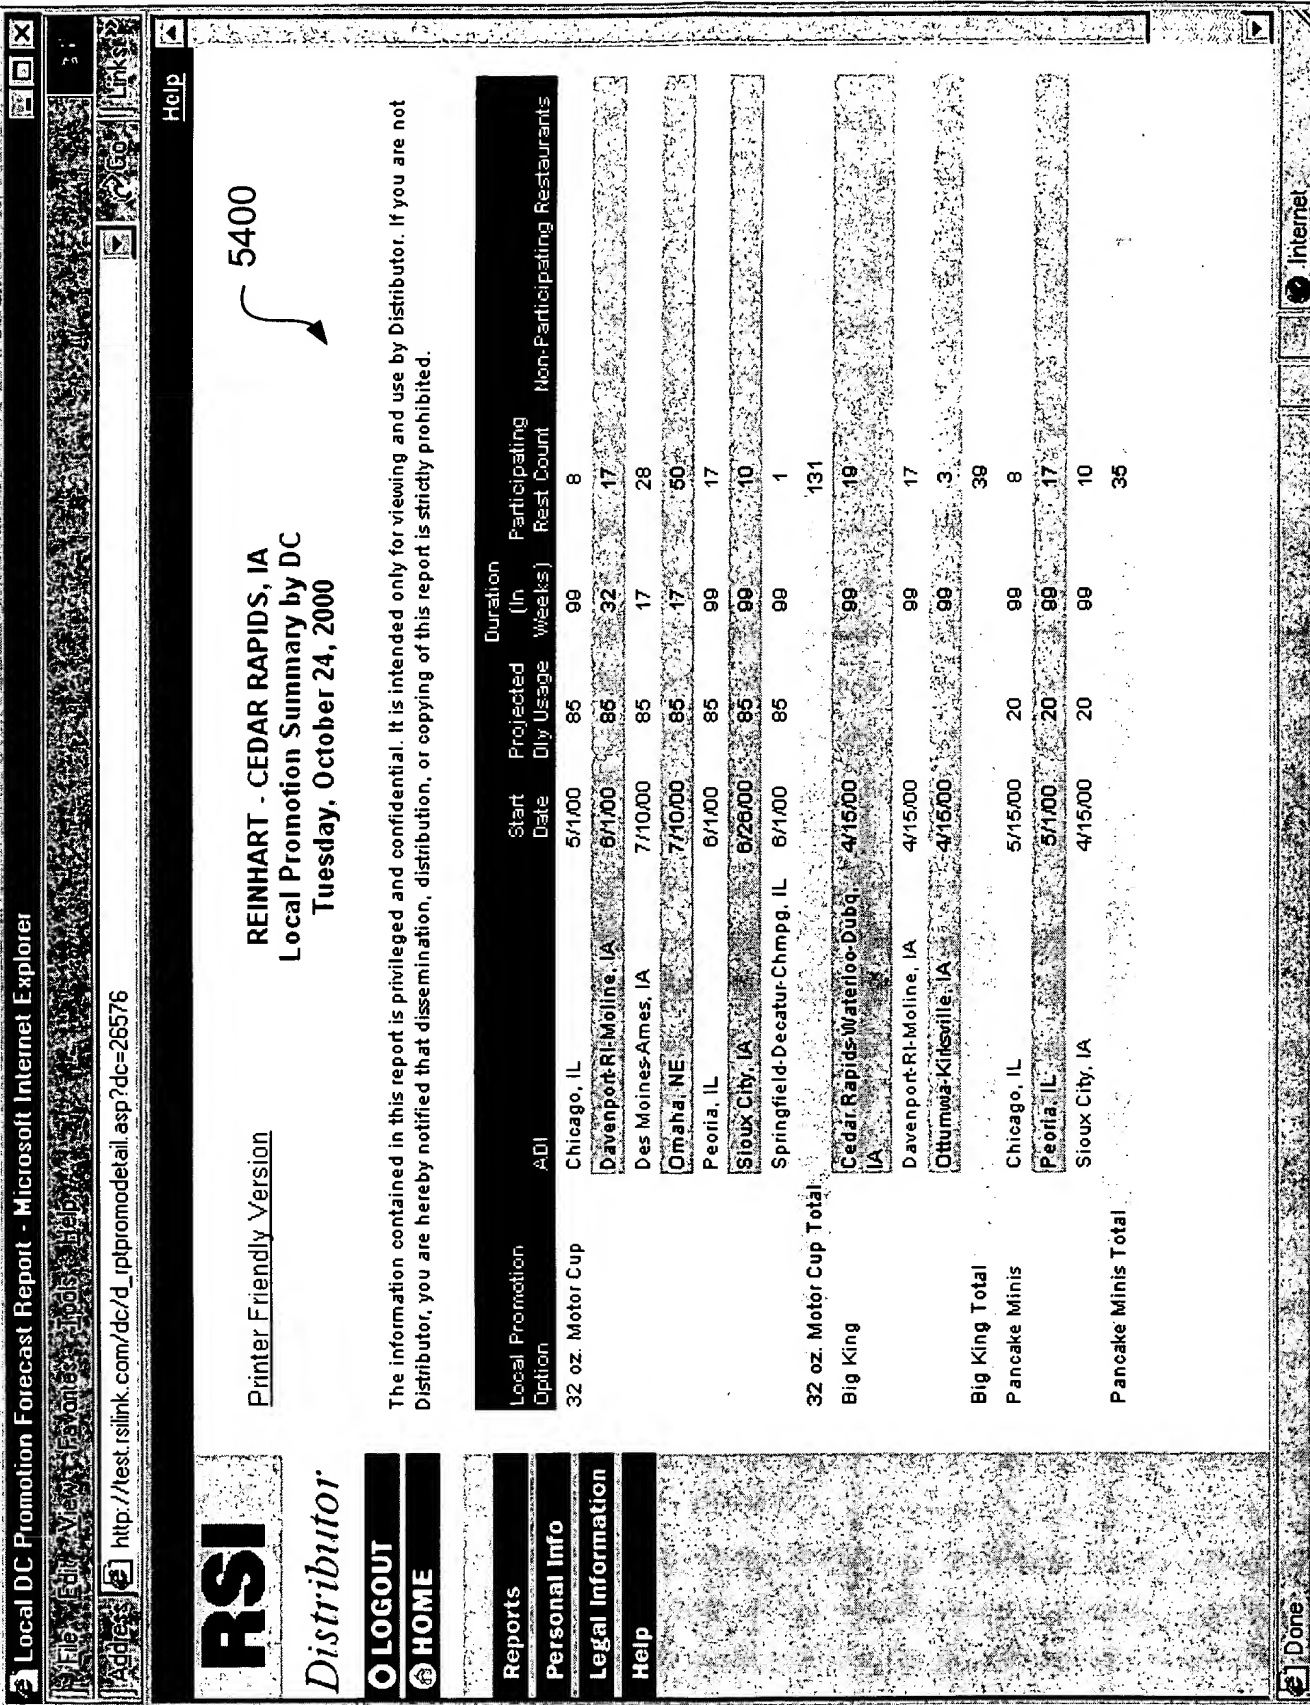 Local DC Promotion Forecast Report - Microsoft Internet Explorer
File Edit View Favorites Tools Help
Address http://test.rsilink.com/dc/d_rptpromodetail.asp?dc=26576 Go Links »
Help
RSI
Distributor
LOGOUT
HOME
Reports
Personal Info
Legal Information
Help
Printer Friendly Version
REINHART - CEDAR RAPIDS, IA
Local Promotion Summary by DC
Tuesday, October 24, 2000
5400
The information contained in this report is privileged and confidential. It is intended only for viewing and use by Distributor. If you are not
Distributor, you are hereby notified that dissemination, distribution, or copying of this report is strictly prohibited.
Local Promotion Option ADI Start Date Projected Dly Usage Duration (In Weeks) Participating Rest Count Non-Participating Restaurants
32 oz. Motor Cup Chicago, IL 5/1/00 85 99 8
Davenport-RI-Moline, IA 6/1/00 85 32 17
Des Moines-Ames, IA 7/10/00 85 17 28
Omaha, NE 7/10/00 85 17 50
Peoria, IL 6/1/00 85 99 17
Sioux City, IA 6/26/00 85 99 10
Springfield-Decatur-Chmpg, IL 6/1/00 85 99 1
32 oz. Motor Cup Total 131
Big King Cedar Rapids-Waterloo-Dubq, IA 4/15/00 99 19
Davenport-RI-Moline, IA 4/15/00 99 17
Ottumwa-Kirksville, IA 4/15/00 99 3
Big King Total 39
Pancake Minis Chicago, IL 5/15/00 20 99 8
Peoria, IL 5/1/00 20 99 17
Sioux City, IA 4/15/00 20 99 10
Pancake Minis Total 35
Done Internet